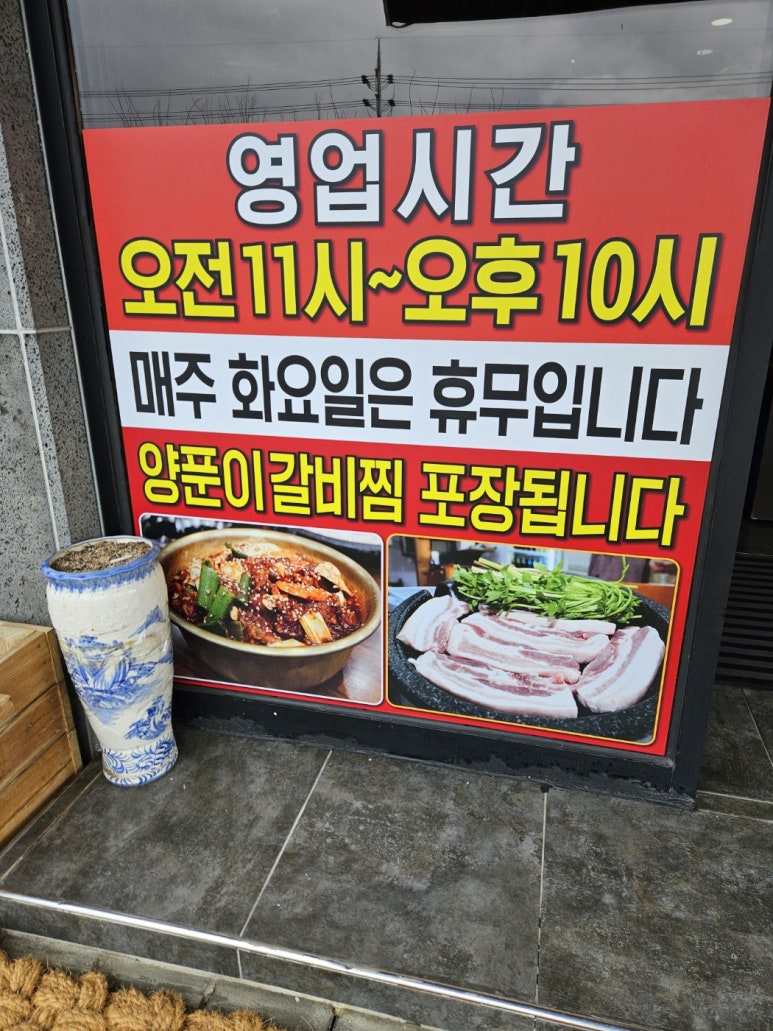 영업시간
오전11시~오후10시
매주 화요일은 휴무입니다
양푼이갈비찜 포장됩니다